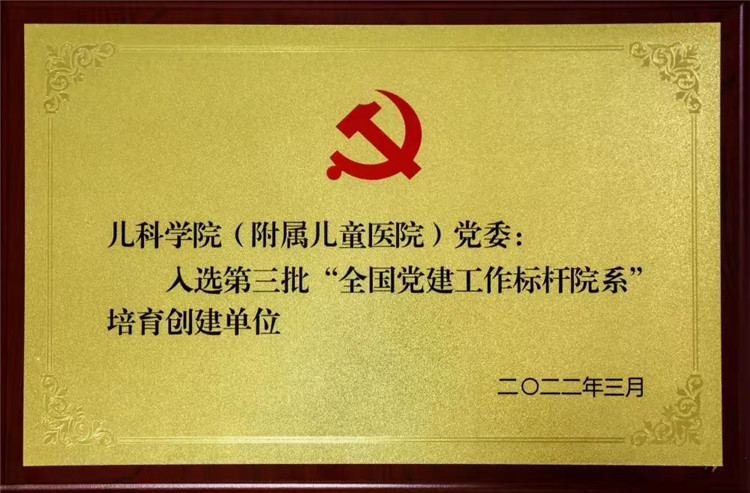 儿科学院（附属儿童医院）党委：
入选第三批“全国党建工作标杆院系”
培育创建单位
二〇二二年三月